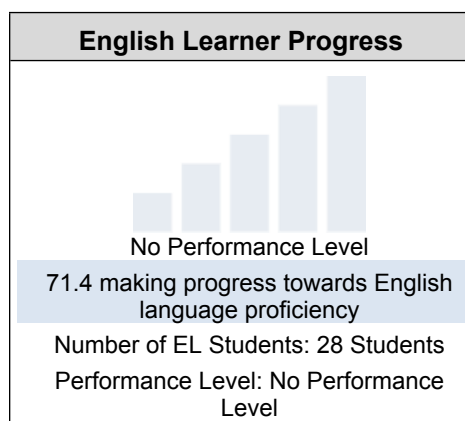 English Learner Progress
No Performance Level
71.4 making progress towards English
language proficiency
Number of EL Students: 28 Students
Performance Level: No Performance
Level